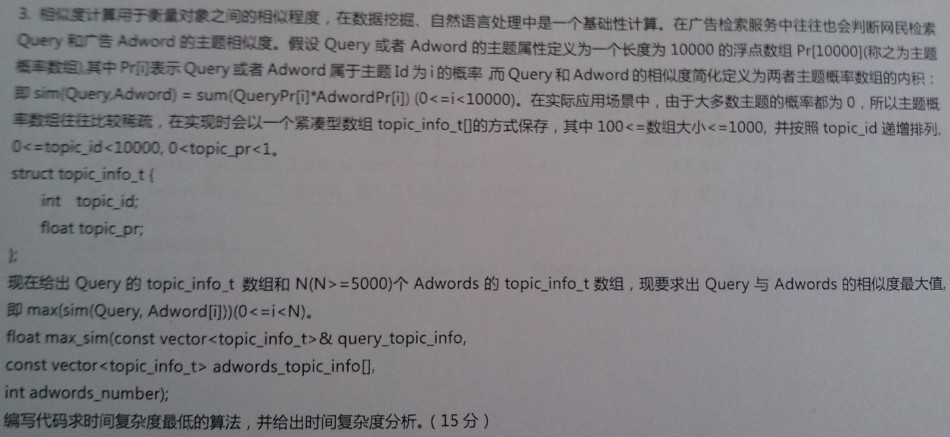 3. 相似度计算用于衡量对象之间的相似程度，在数据挖掘、自然语言处理中是一个基础性计算。在广告检索服务中往往也会判断网民检索
Query 和广告 Adword 的主题相似度。假设 Query 或者 Adword 的主题属性定义为一个长度为 10000 的浮点数组 Pr[10000](称之为主题
概率数组),其中 Pr[i]表示 Query 或者 Adword 属于主题 Id 为 i 的概率,而 Query 和 Adword 的相似度简化定义为两者主题概率数组的内积：
即 sim(Query,Adword) = sum(QueryPr[i]*AdwordPr[i]) (0<=i<10000)。在实际应用场景中，由于大多数主题的概率都为 0，所以主题概
率数组往往比较稀疏，在实现时会以一个紧凑型数组 topic_info_t[]的方式保存，其中 100<=数组大小<=1000, 并按照 topic_id 递增排列,
0<=topic_id<10000, 0<topic_pr<1。
struct topic_info_t {
int topic_id;
float topic_pr;
};
现在给出 Query 的 topic_info_t 数组和 N(N>=5000)个 Adwords 的 topic_info_t 数组，现要求出 Query 与 Adwords 的相似度最大值,
即 max(sim(Query, Adword[i]))(0<=i<N)。
float max_sim(const vector<topic_info_t>& query_topic_info,
const vector<topic_info_t> adwords_topic_info[],
int adwords_number);
编写代码求时间复杂度最低的算法，并给出时间复杂度分析。（15 分）